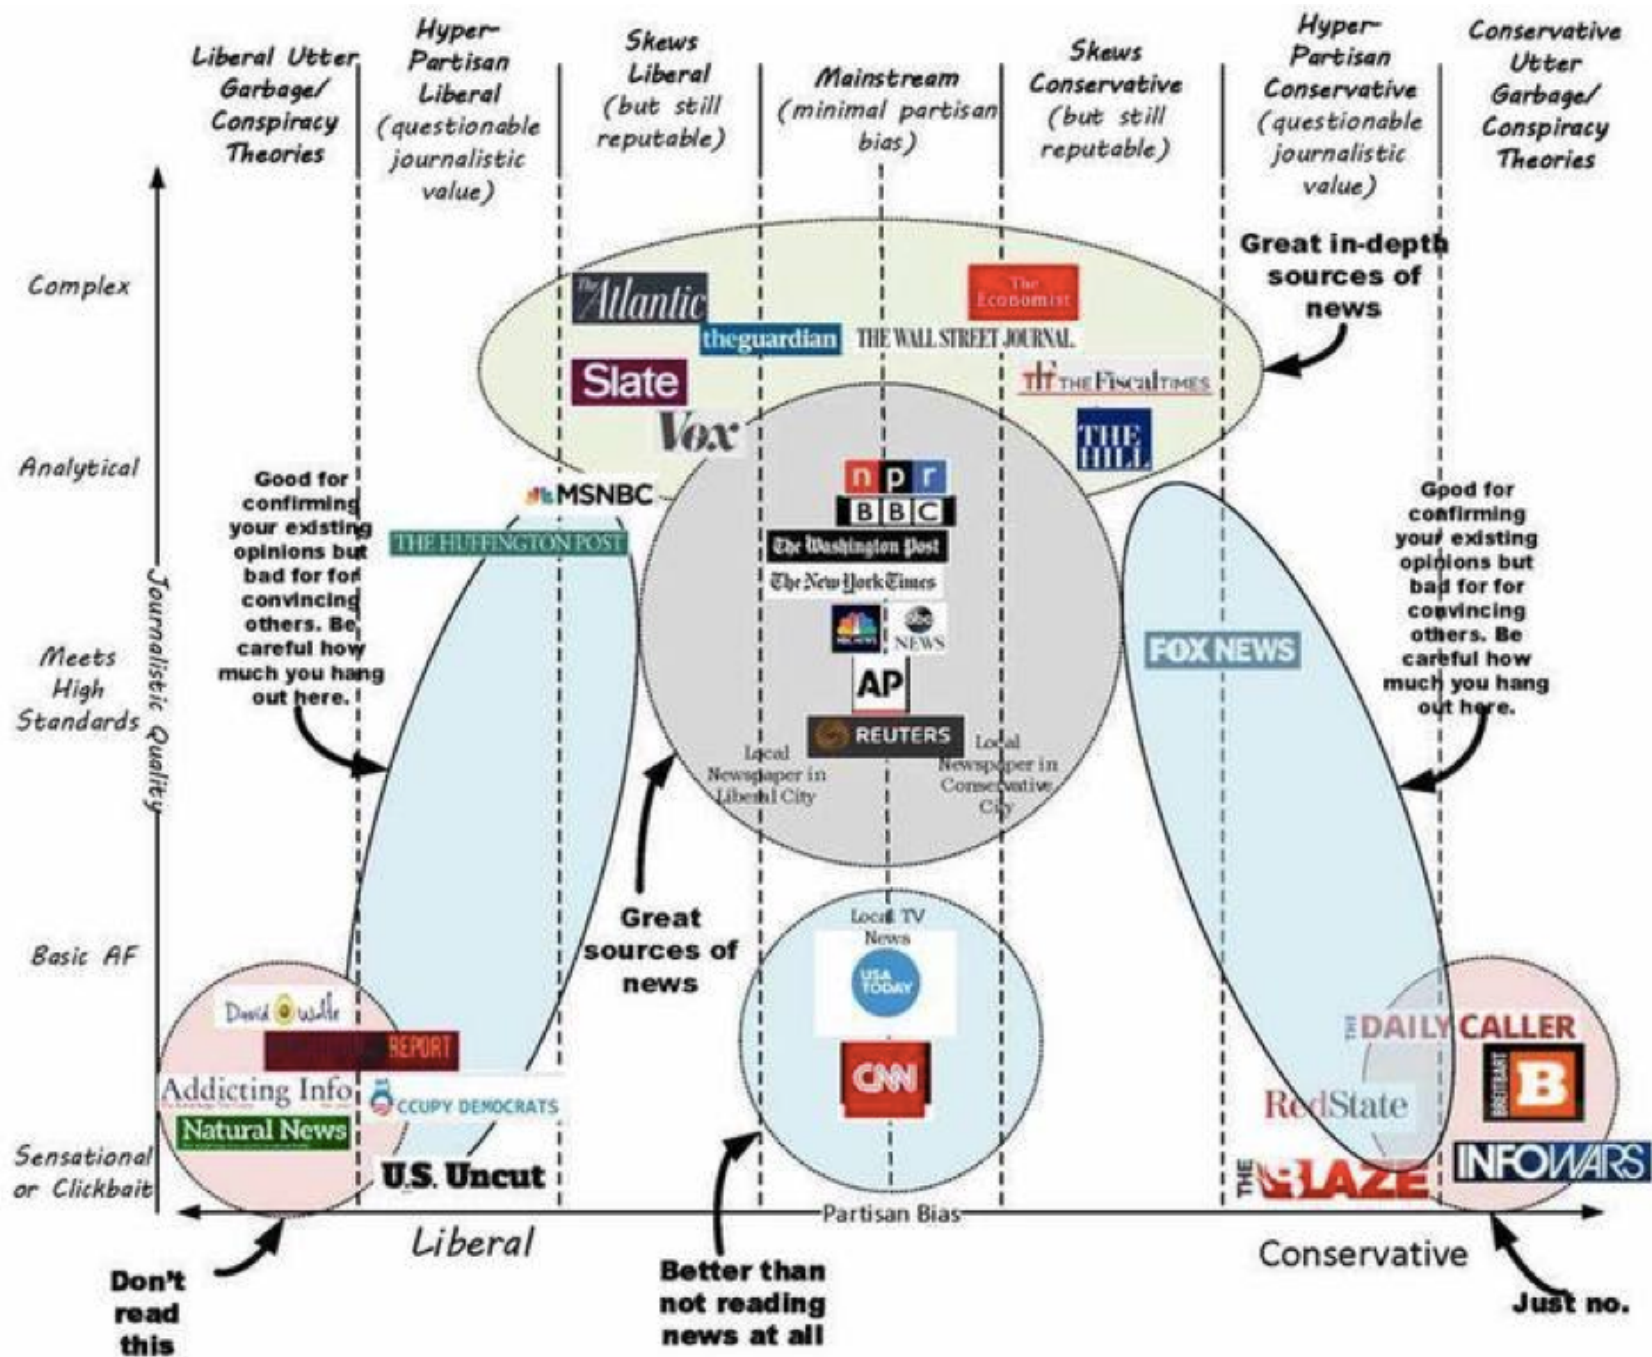 Liberal Utter
Garbage/
Conspiracy
Theories
Hyper-
Partisan
Liberal
(questionable
journalistic
value)
Skews
Liberal
(but still
reputable)
Mainstream
(minimal partisan
bias)
Skews
Conservative
(but still
reputable)
Hyper-
Partisan
Conservative
(questionable
journalistic
value)
Conservative
Utter
Garbage/
Conspiracy
Theories
Complex
Analytical
Meets
High
Standards
Basic AF
Sensational
or Clickbait
Journalistic Quality
Great in-depth
sources of
news
The
Atlantic
theguardian
The
Economist
THE WALL STREET JOURNAL.
Slate
Vox
TFT THE FiscalTIMES
THE
HILL
Good for
confirming
your existing
opinions but
bad for for
convincing
others. Be
careful how
much you hang
out here.
MSNBC
THE HUFFINGTON POST
npr
BBC
The Washington Post
The New York Times
NBC NEWS
abc
NEWS
AP
REUTERS
Local
Newspaper in
Liberal City
Local
Newspaper in
Conservative
City
FOX NEWS
Good for
confirming
your existing
opinions but
bad for for
convincing
others. Be
careful how
much you hang
out here.
Great
sources of
news
Local TV
News
USA
TODAY
CNN
David Wolfe
REPORT
Addicting Info
Natural News
OCCUPY DEMOCRATS
U.S. Uncut
THE DAILY CALLER
BREITBART
B
RedState
THE BLAZE
INFOWARS
Partisan Bias
Liberal
Conservative
Don't
read
this
Better than
not reading
news at all
Just no.